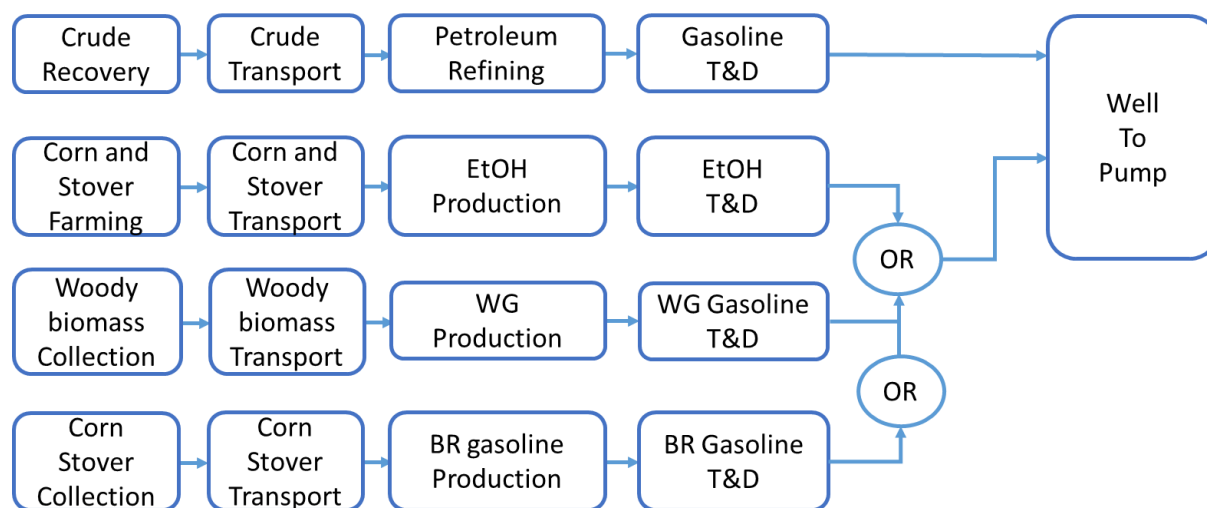 Crude
Recovery
Crude
Transport
Petroleum
Refining
Gasoline
T&D
Well
To
Pump
Corn and
Stover
Farming
Corn and
Stover
Transport
EtOH
Production
EtOH
T&D
OR
Woody
biomass
Collection
Woody
biomass
Transport
WG
Production
WG Gasoline
T&D
OR
Corn
Stover
Collection
Corn
Stover
Transport
BR gasoline
Production
BR Gasoline
T&D